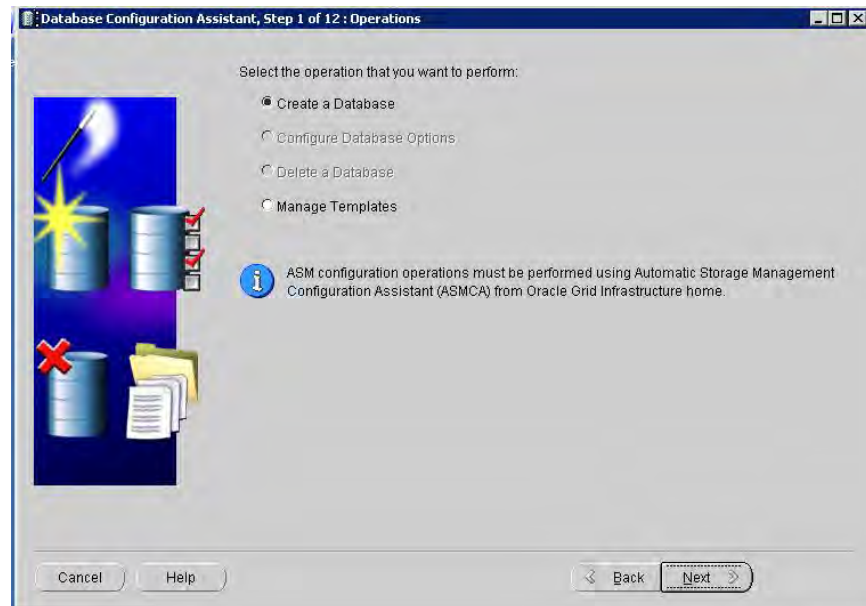 Database Configuration Assistant, Step 1 of 12 : Operations
Select the operation that you want to perform:
Create a Database
Configure Database Options
Delete a Database
Manage Templates
ASM configuration operations must be performed using Automatic Storage Management
Configuration Assistant (ASMCA) from Oracle Grid Infrastructure home.
Cancel
Help
Back
Next